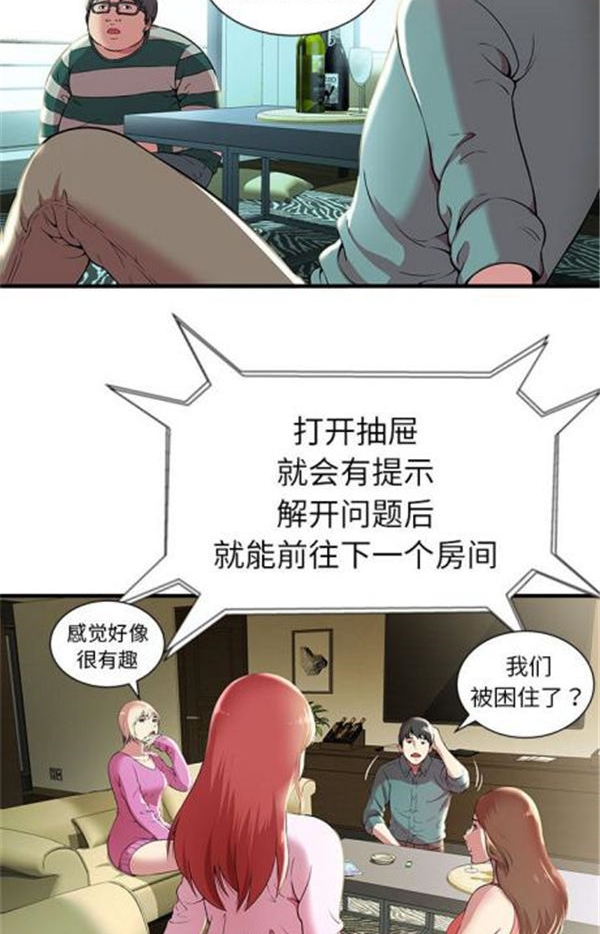 打开抽屉
就会有提示
解开问题后
就能前往下一个房间
感觉好像
很有趣
我们
被困住了？